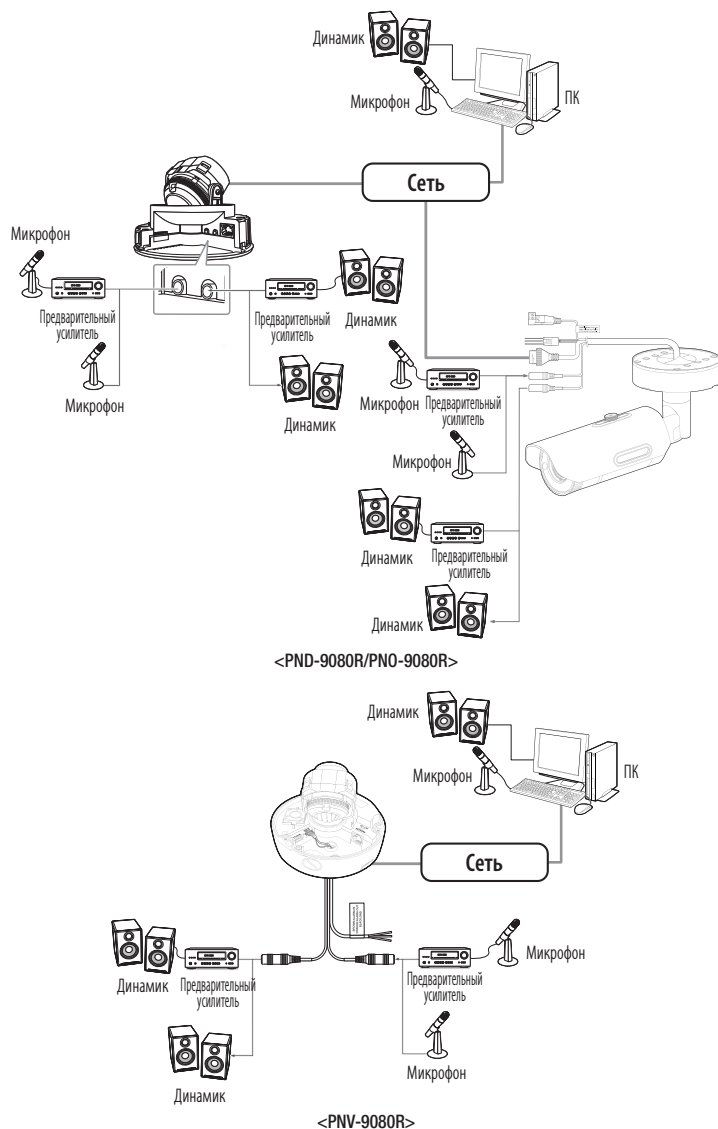 Динамик
Микрофон
ПК
Сеть
Микрофон
Предварительный
усилитель
Микрофон
Предварительный
усилитель
Динамик
Динамик
Микрофон
Предварительный
усилитель
Микрофон
Динамик
Предварительный
усилитель
Динамик
<PND-9080R/PNO-9080R>
Динамик
Микрофон
ПК
Сеть
Динамик
Предварительный
усилитель
Динамик
Предварительный
усилитель
Микрофон
Микрофон
<PNV-9080R>